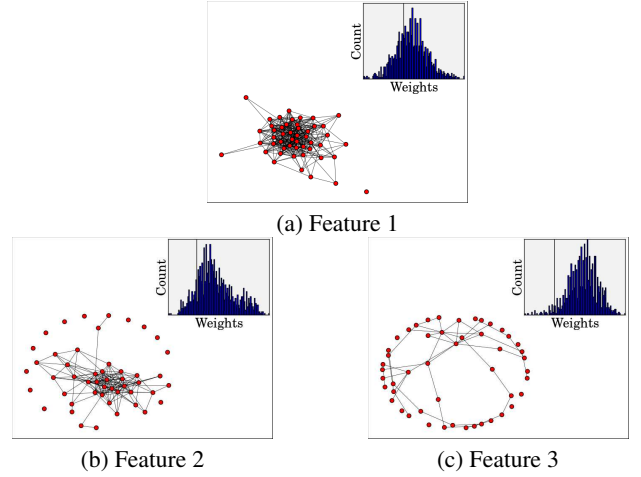 Count
Weights
(a) Feature 1
Count
Weights
(b) Feature 2
Count
Weights
(c) Feature 3